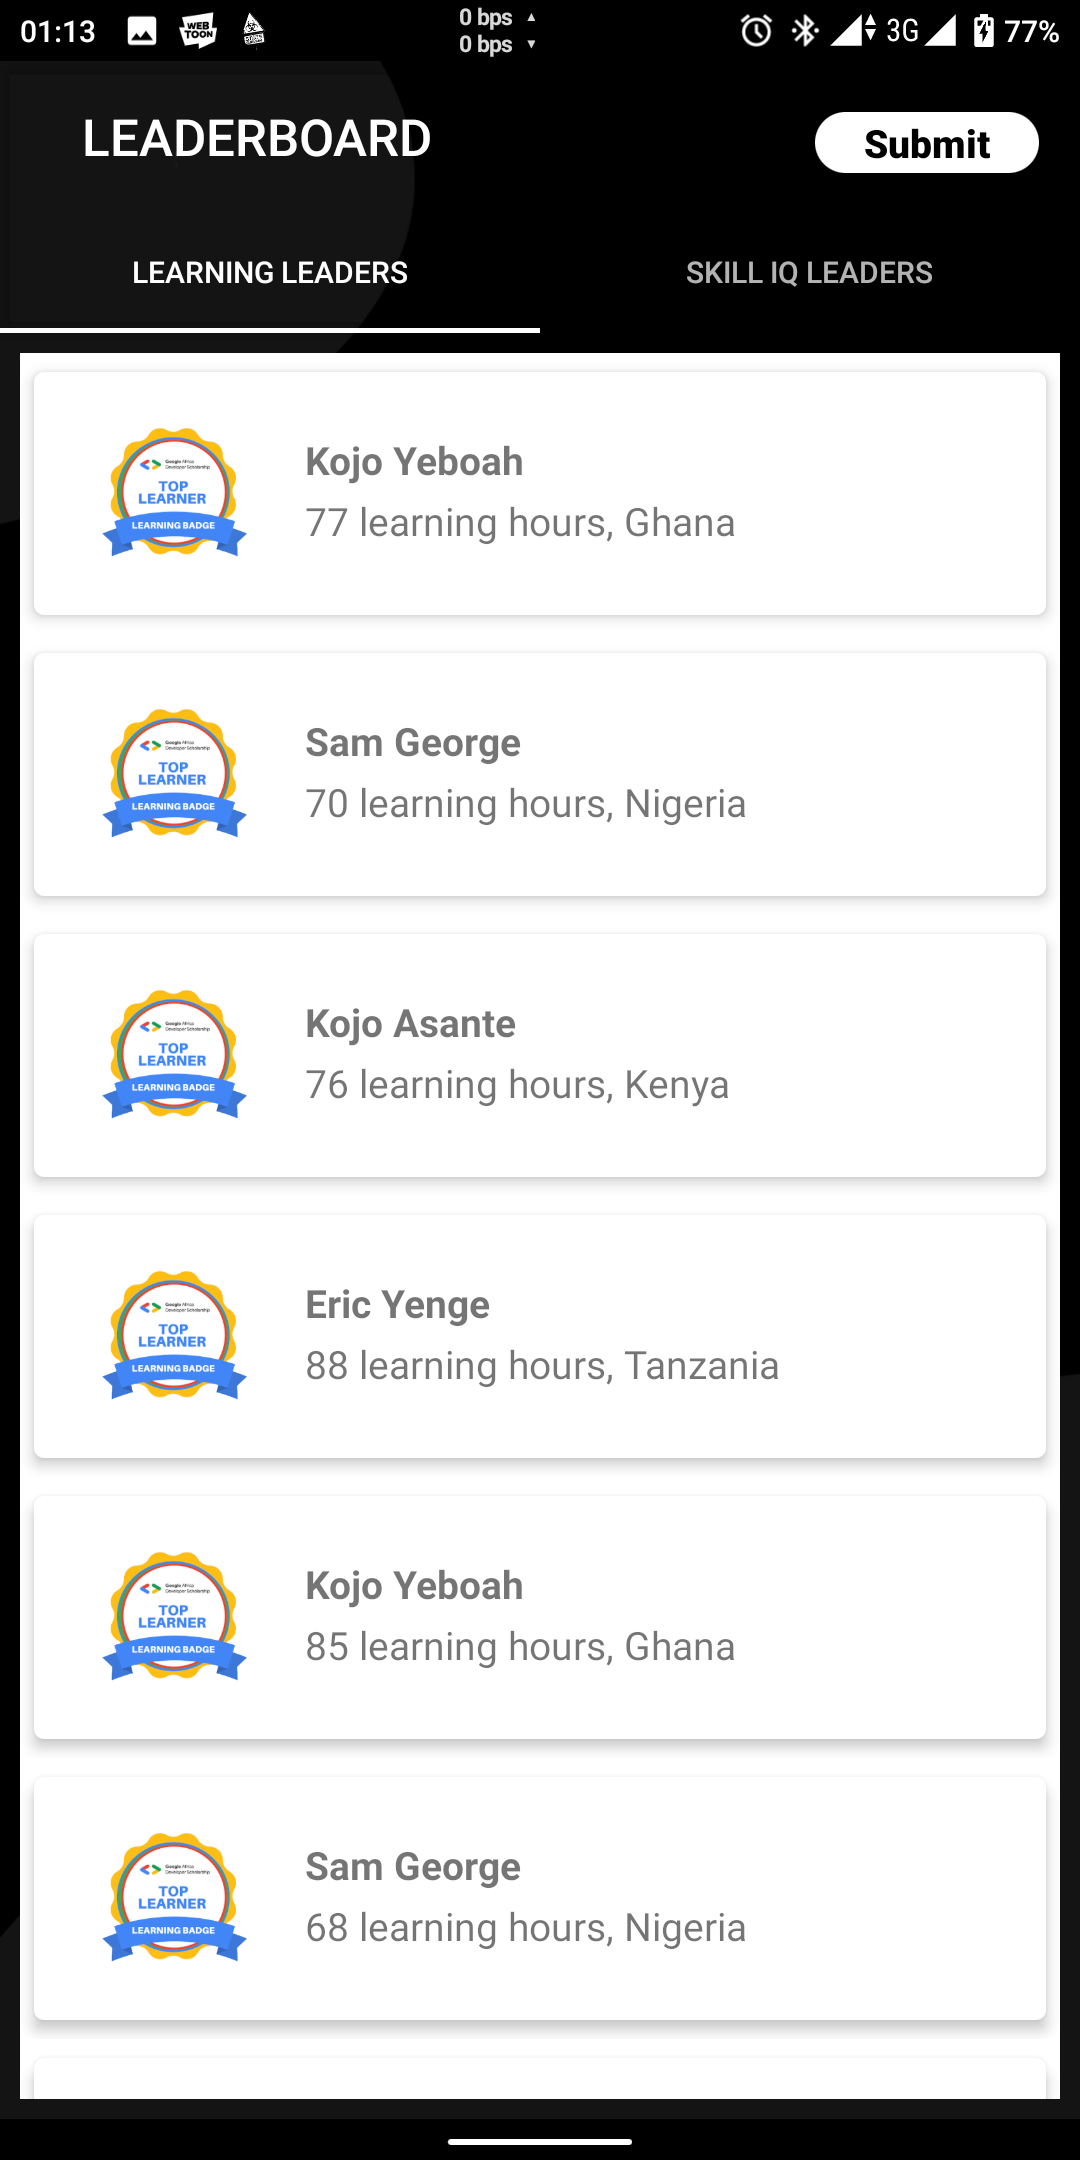 01:13
WEB
TOON
0 bps ▲
0 bps ▼
3G
77%
LEADERBOARD
Submit
LEARNING LEADERS
SKILL IQ LEADERS
Google Africa
Developer Scholarship
TOP
LEARNER
LEARNING BADGE
Kojo Yeboah
77 learning hours, Ghana
Google Africa
Developer Scholarship
TOP
LEARNER
LEARNING BADGE
Sam George
70 learning hours, Nigeria
Google Africa
Developer Scholarship
TOP
LEARNER
LEARNING BADGE
Kojo Asante
76 learning hours, Kenya
Google Africa
Developer Scholarship
TOP
LEARNER
LEARNING BADGE
Eric Yenge
88 learning hours, Tanzania
Google Africa
Developer Scholarship
TOP
LEARNER
LEARNING BADGE
Kojo Yeboah
85 learning hours, Ghana
Google Africa
Developer Scholarship
TOP
LEARNER
LEARNING BADGE
Sam George
68 learning hours, Nigeria